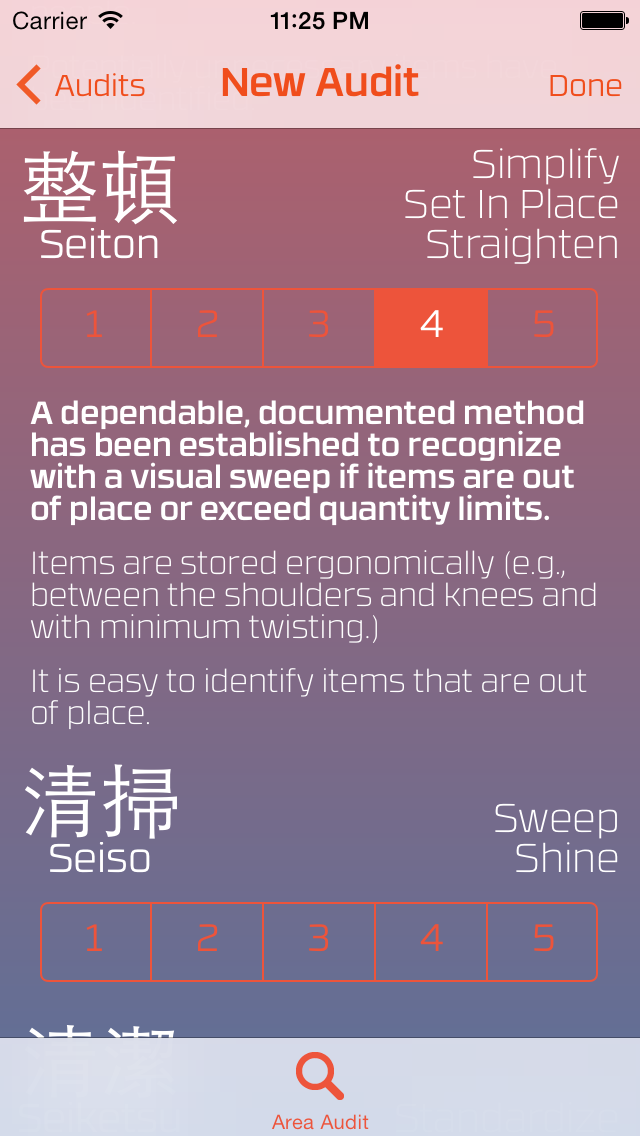 Carrier 11:25 PM
Audits New Audit Done
整頓
Seiton
Simplify
Set In Place
Straighten
1 2 3 4 5
A dependable, documented method
has been established to recognize
with a visual sweep if items are out
of place or exceed quantity limits.
Items are stored ergonomically (e.g.,
between the shoulders and knees and
with minimum twisting.)
It is easy to identify items that are out
of place.
清掃
Seiso
Sweep
Shine
1 2 3 4 5
清潔
Seiketsu
Standardize
Area Audit